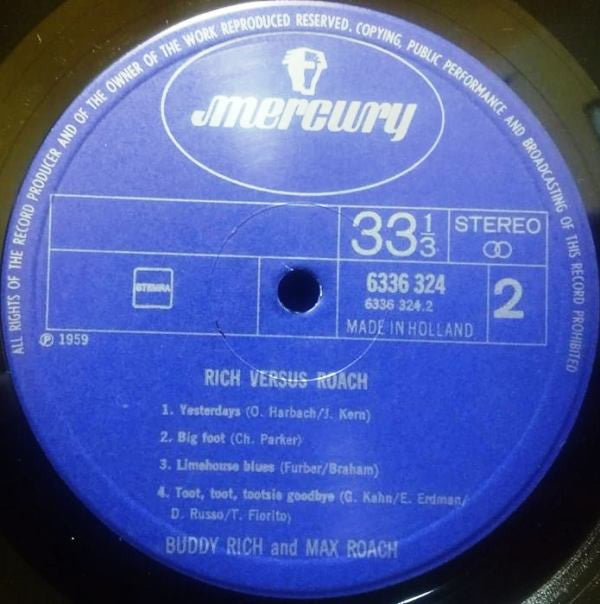 ALL RIGHTS OF THE RECORD PRODUCER AND OF THE OWNER OF THE WORK REPRODUCED RESERVED. COPYING, PUBLIC PERFORMANCE AND BROADCASTING OF THIS RECORD PROHIBITED
mercury
33 1/3
STEREO
STEMRA
6336 324
6336 324.2
2
MADE IN HOLLAND
Ⓟ 1959
RICH VERSUS ROACH
1. Yesterdays (O. Harbach/J. Kern)
2. Big foot (Ch. Parker)
3. Limehouse blues (Furber/Braham)
4. Toot, toot, tootsie goodbye (G. Kahn/E. Erdman/
D. Russo/T. Fiorito)
BUDDY RICH and MAX ROACH